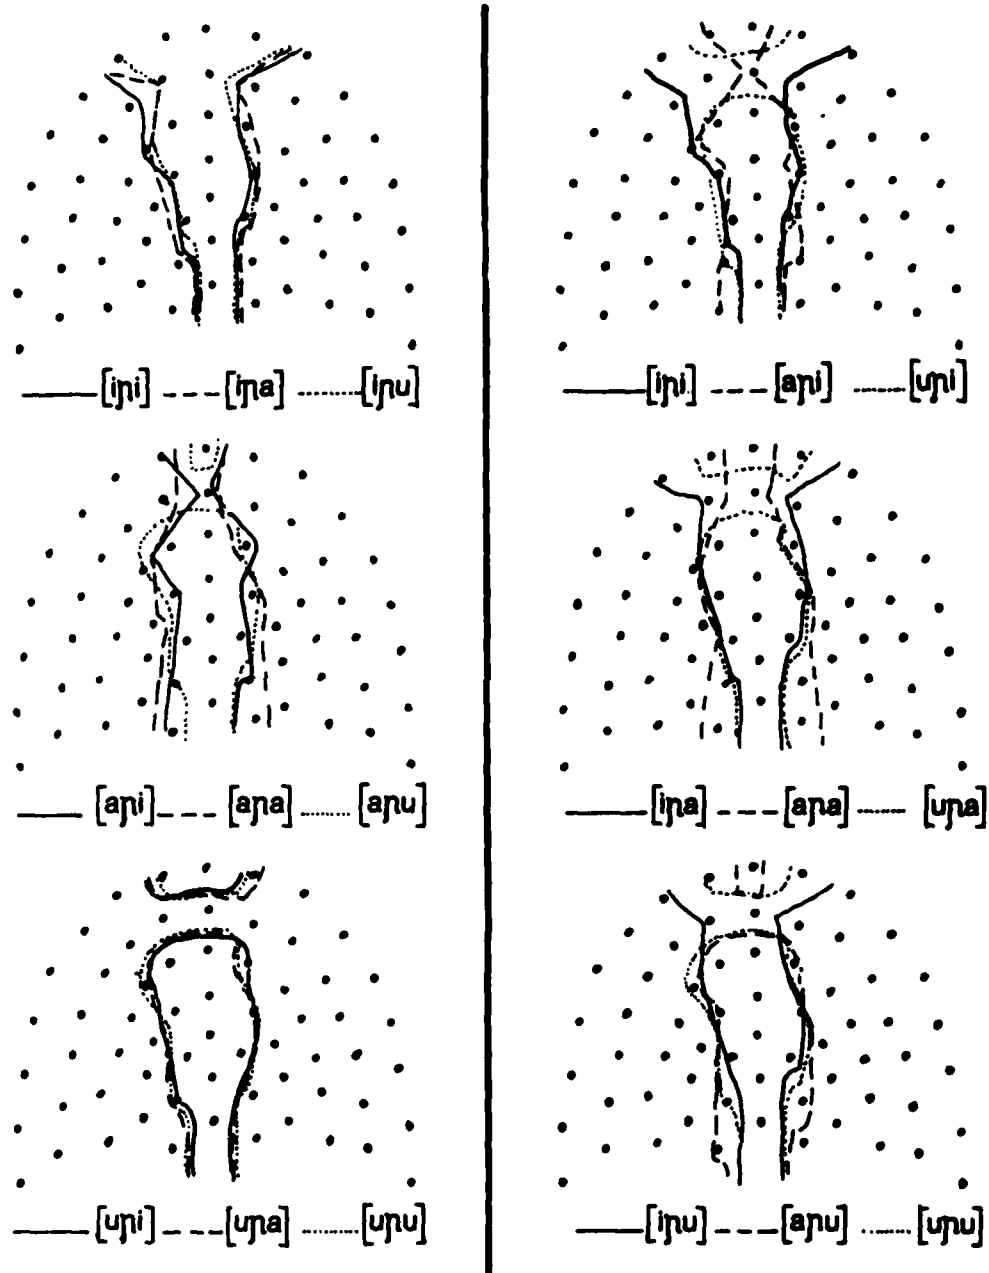 [iɲi] [iɲa] [iɲu]
[aɲi] [aɲa] [aɲu]
[uɲi] [uɲa] [uɲu]
[iɲi] [aɲi] [uɲi]
[iɲa] [aɲa] [uɲa]
[iɲu] [aɲu] [uɲu]